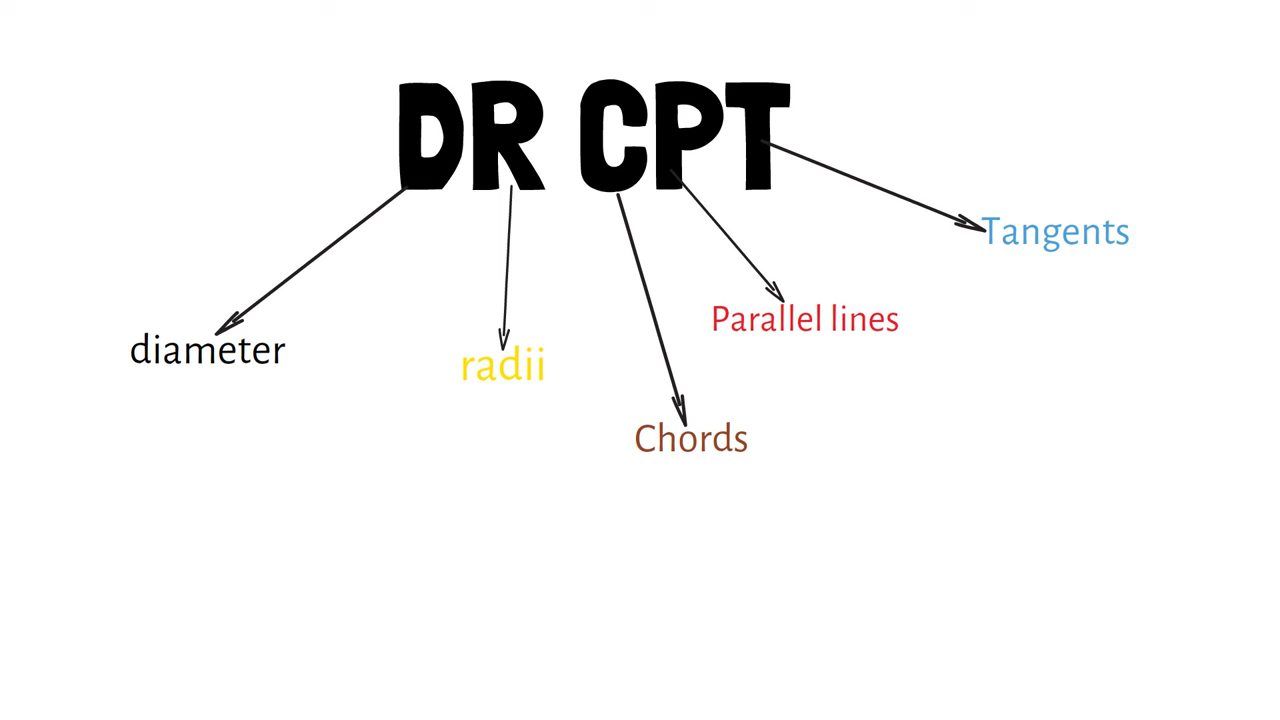 DR CPT
Tangents
Parallel lines
diameter
radii
Chords